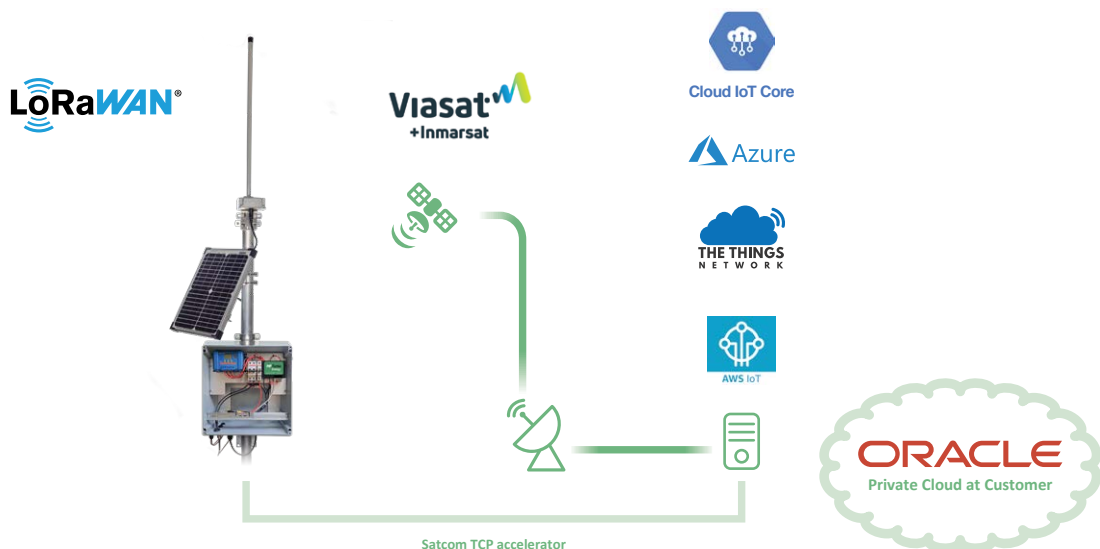 LoRaWAN®
Viasat
+Inmarsat
Cloud IoT Core
Azure
THE THINGS
NETWORK
AWS IoT
ORACLE
Private Cloud at Customer
Satcom TCP accelerator